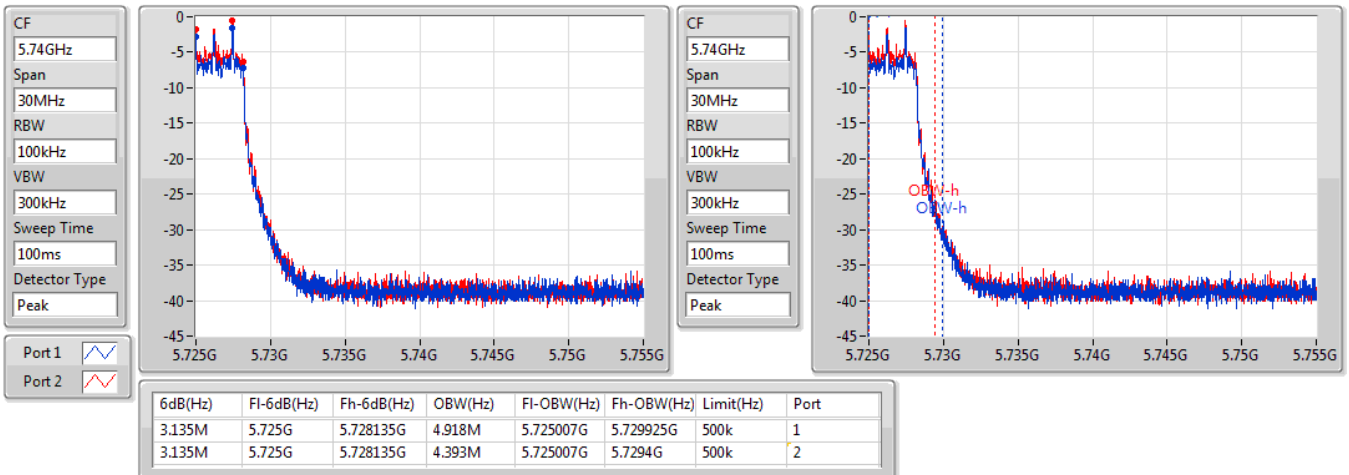 CF
5.74GHz
Span
30MHz
RBW
100kHz
VBW
300kHz
Sweep Time
100ms
Detector Type
Peak
Port 1
Port 2
0-
-5-
-10-
-15-
-20-
-25-
-30-
-35-
-40-
-45-
5.725G 5.73G 5.735G 5.74G 5.745G 5.75G 5.755G
CF
5.74GHz
Span
30MHz
RBW
100kHz
VBW
300kHz
Sweep Time
100ms
Detector Type
Peak
0-
-5-
-10-
-15-
-20-
-25-
-30-
-35-
-40-
-45-
OBW-h
OBW-h
5.725G 5.73G 5.735G 5.74G 5.745G 5.75G 5.755G
6dB(Hz) Fl-6dB(Hz) Fh-6dB(Hz) OBW(Hz) Fl-OBW(Hz) Fh-OBW(Hz) Limit(Hz) Port
3.135M 5.725G 5.728135G 4.918M 5.725007G 5.729925G 500k 1
3.135M 5.725G 5.728135G 4.393M 5.725007G 5.7294G 500k 2